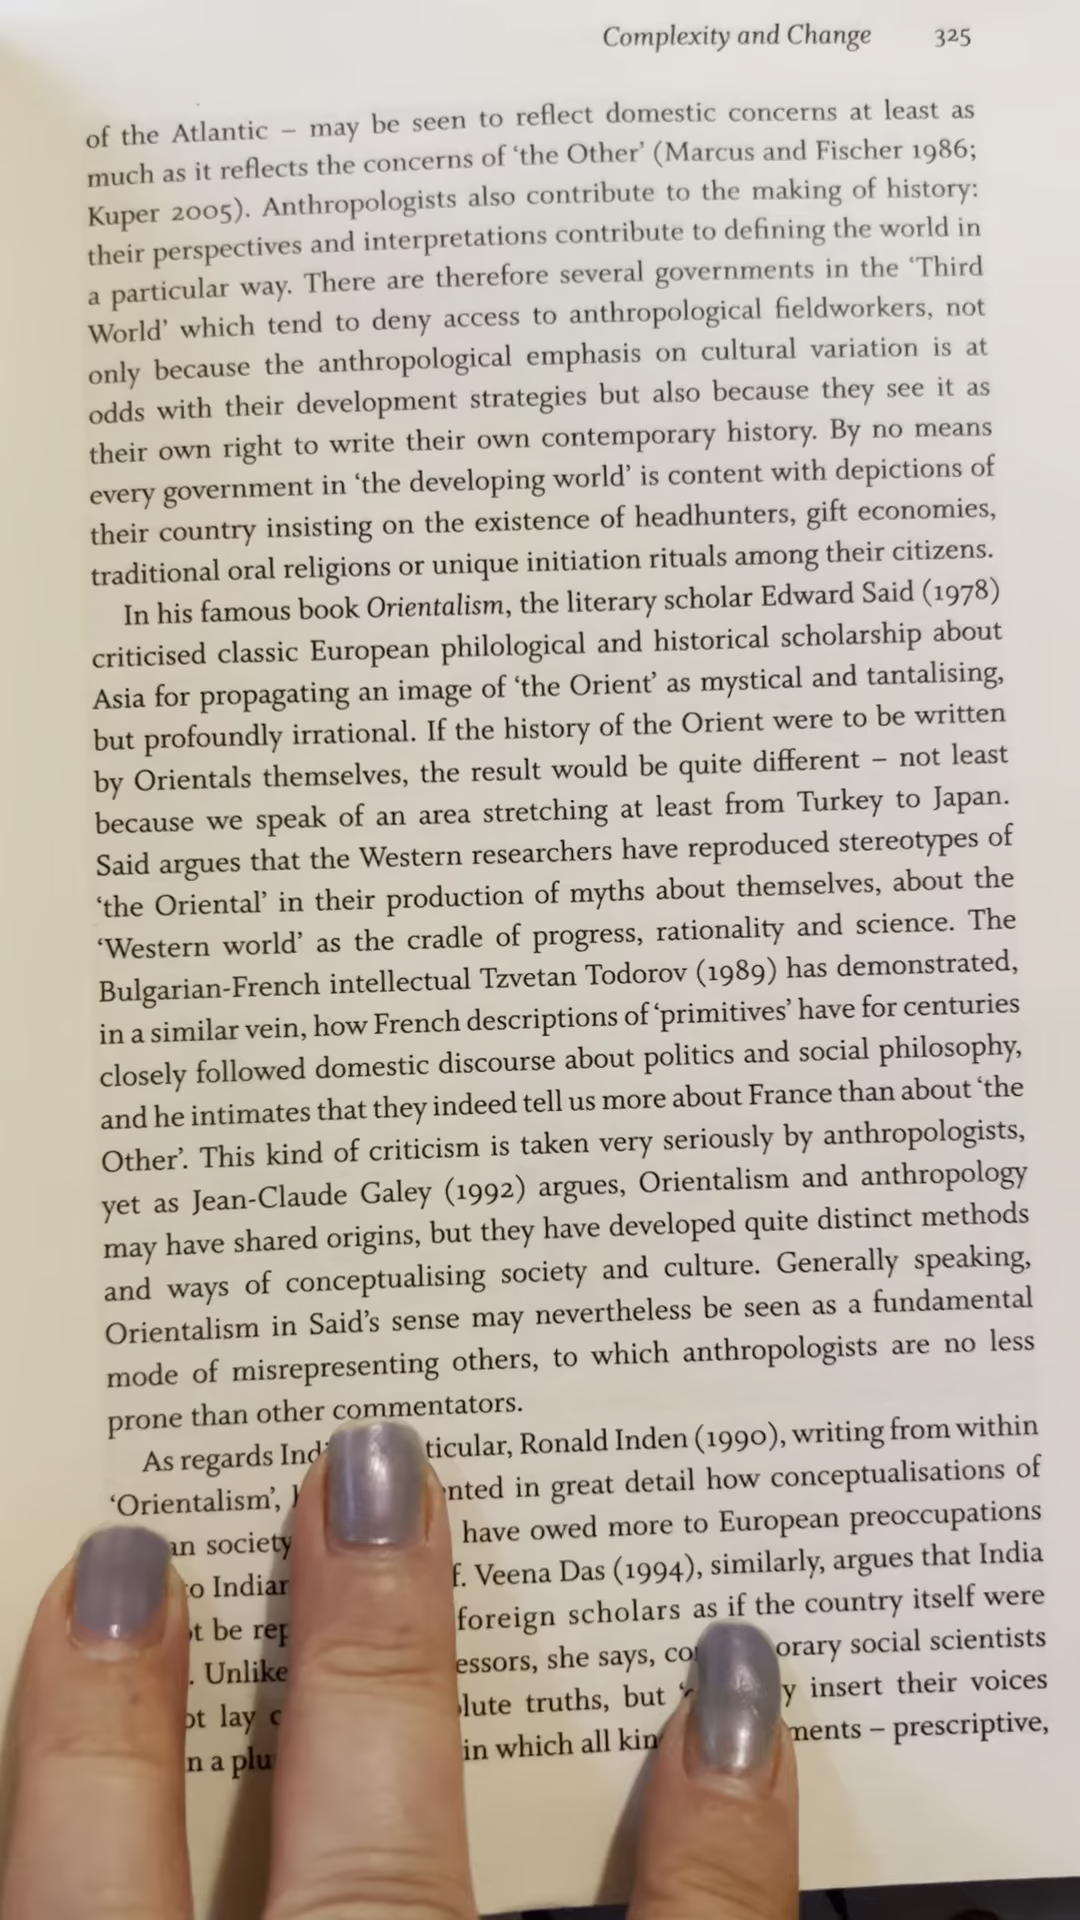 Complexity and Change 325
of the Atlantic – may be seen to reflect domestic concerns at least as
much as it reflects the concerns of ‘the Other’ (Marcus and Fischer 1986;
Kuper 2005). Anthropologists also contribute to the making of history:
their perspectives and interpretations contribute to defining the world in
a particular way. There are therefore several governments in the ‘Third
World’ which tend to deny access to anthropological fieldworkers, not
only because the anthropological emphasis on cultural variation is at
odds with their development strategies but also because they see it as
their own right to write their own contemporary history. By no means
every government in ‘the developing world’ is content with depictions of
their country insisting on the existence of headhunters, gift economies,
traditional oral religions or unique initiation rituals among their citizens.
In his famous book Orientalism, the literary scholar Edward Said (1978)
criticised classic European philological and historical scholarship about
Asia for propagating an image of ‘the Orient’ as mystical and tantalising,
but profoundly irrational. If the history of the Orient were to be written
by Orientals themselves, the result would be quite different – not least
because we speak of an area stretching at least from Turkey to Japan.
Said argues that the Western researchers have reproduced stereotypes of
‘the Oriental’ in their production of myths about themselves, about the
‘Western world’ as the cradle of progress, rationality and science. The
Bulgarian-French intellectual Tzvetan Todorov (1989) has demonstrated,
in a similar vein, how French descriptions of ‘primitives’ have for centuries
closely followed domestic discourse about politics and social philosophy,
and he intimates that they indeed tell us more about France than about ‘the
Other’. This kind of criticism is taken very seriously by anthropologists,
yet as Jean-Claude Galey (1992) argues, Orientalism and anthropology
may have shared origins, but they have developed quite distinct methods
and ways of conceptualising society and culture. Generally speaking,
Orientalism in Said’s sense may nevertheless be seen as a fundamental
mode of misrepresenting others, to which anthropologists are no less
prone than other commentators.
As regards Ronald Inden (1990), writing from within
‘Orientalism’, in great detail how conceptualisations of
society have owed more to European preoccupations
Veena Das (1994), similarly, argues that India
be foreign scholars as if the country itself were
Unlike she says, social scientists
lay truths, but insert their voices
a in which all – prescriptive,